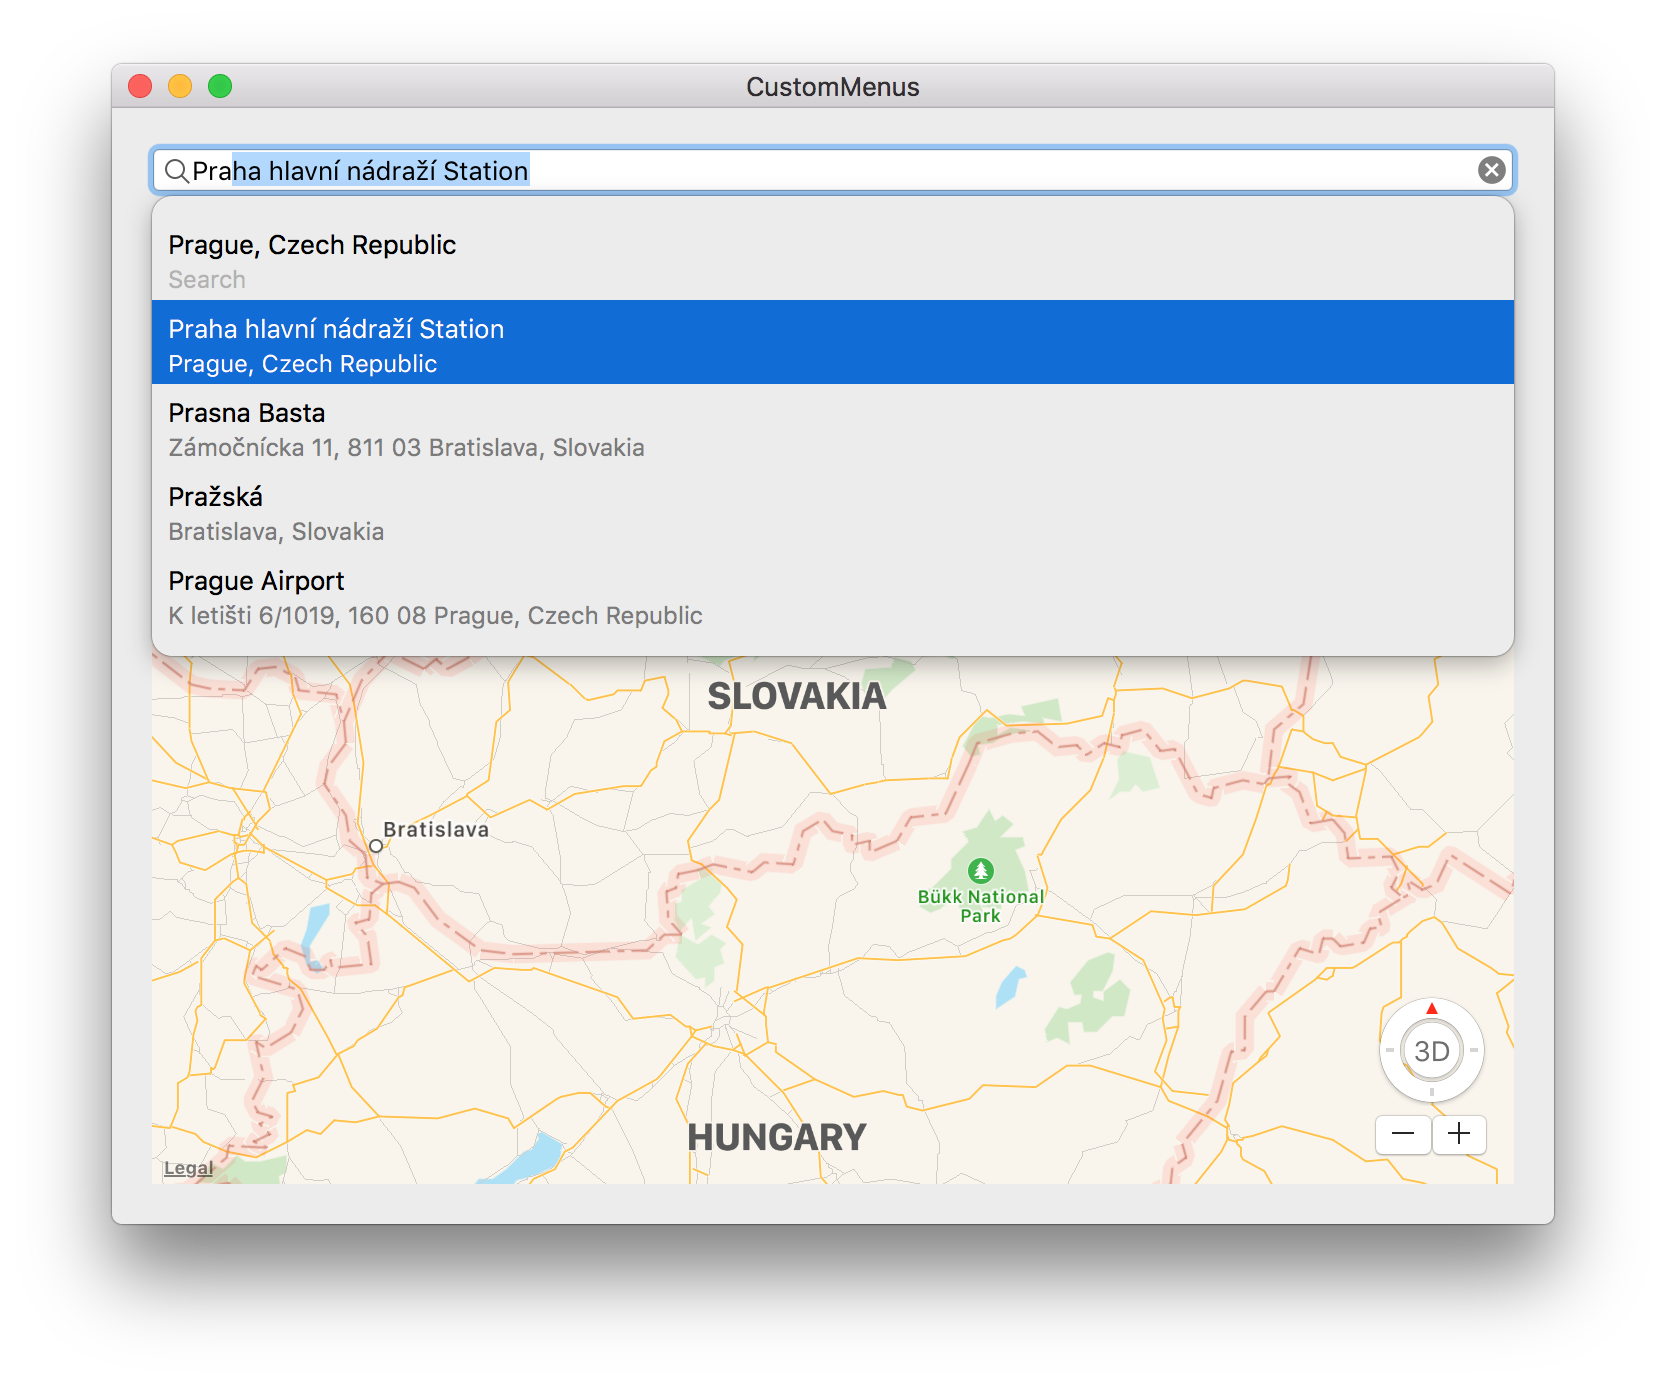 CustomMenus
Praha hlavní nádraží Station
Prague, Czech Republic
Search
Praha hlavní nádraží Station
Prague, Czech Republic
Prasna Basta
Zámočnícka 11, 811 03 Bratislava, Slovakia
Pražská
Bratislava, Slovakia
Prague Airport
K letišti 6/1019, 160 08 Prague, Czech Republic
SLOVAKIA
Bratislava
Bükk National
Park
3D
HUNGARY
Legal